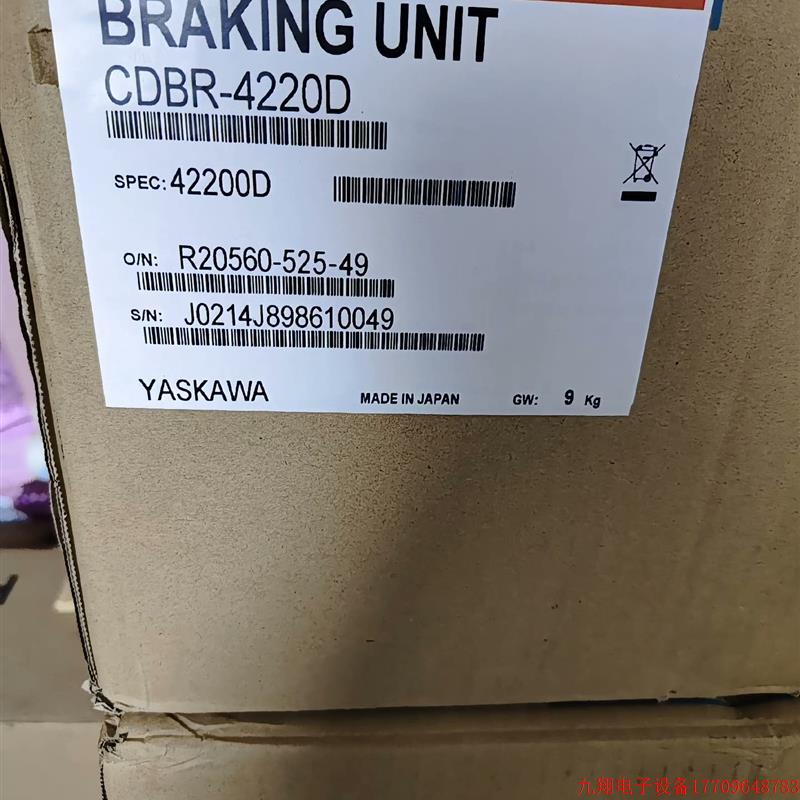 BRAKING UNIT
CDBR-4220D
SPEC: 42200D
O/N: R20560-525-49
S/N: J0214J898610049
YASKAWA MADE IN JAPAN GW: 9 Kg
九翔电子设备17709648783